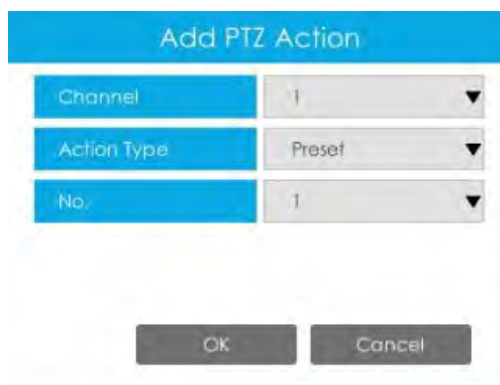 Add PTZ Action
Channel 1
Action Type Preset
No. 1
OK Cancel